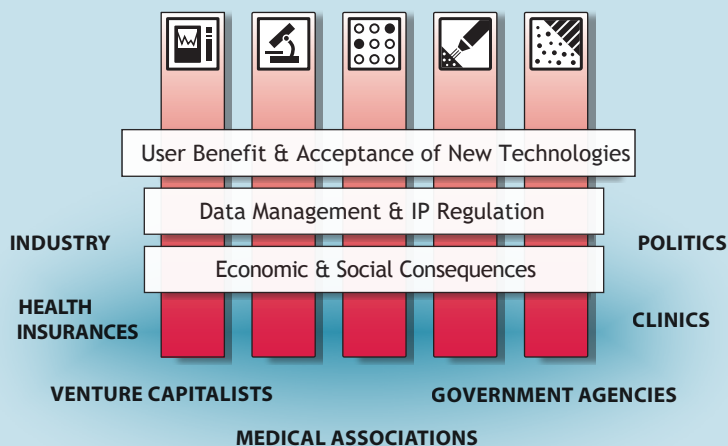 User Benefit & Acceptance of New Technologies
Data Management & IP Regulation
INDUSTRY
POLITICS
Economic & Social Consequences
HEALTH
INSURANCES
CLINICS
VENTURE CAPITALISTS
GOVERNMENT AGENCIES
MEDICAL ASSOCIATIONS